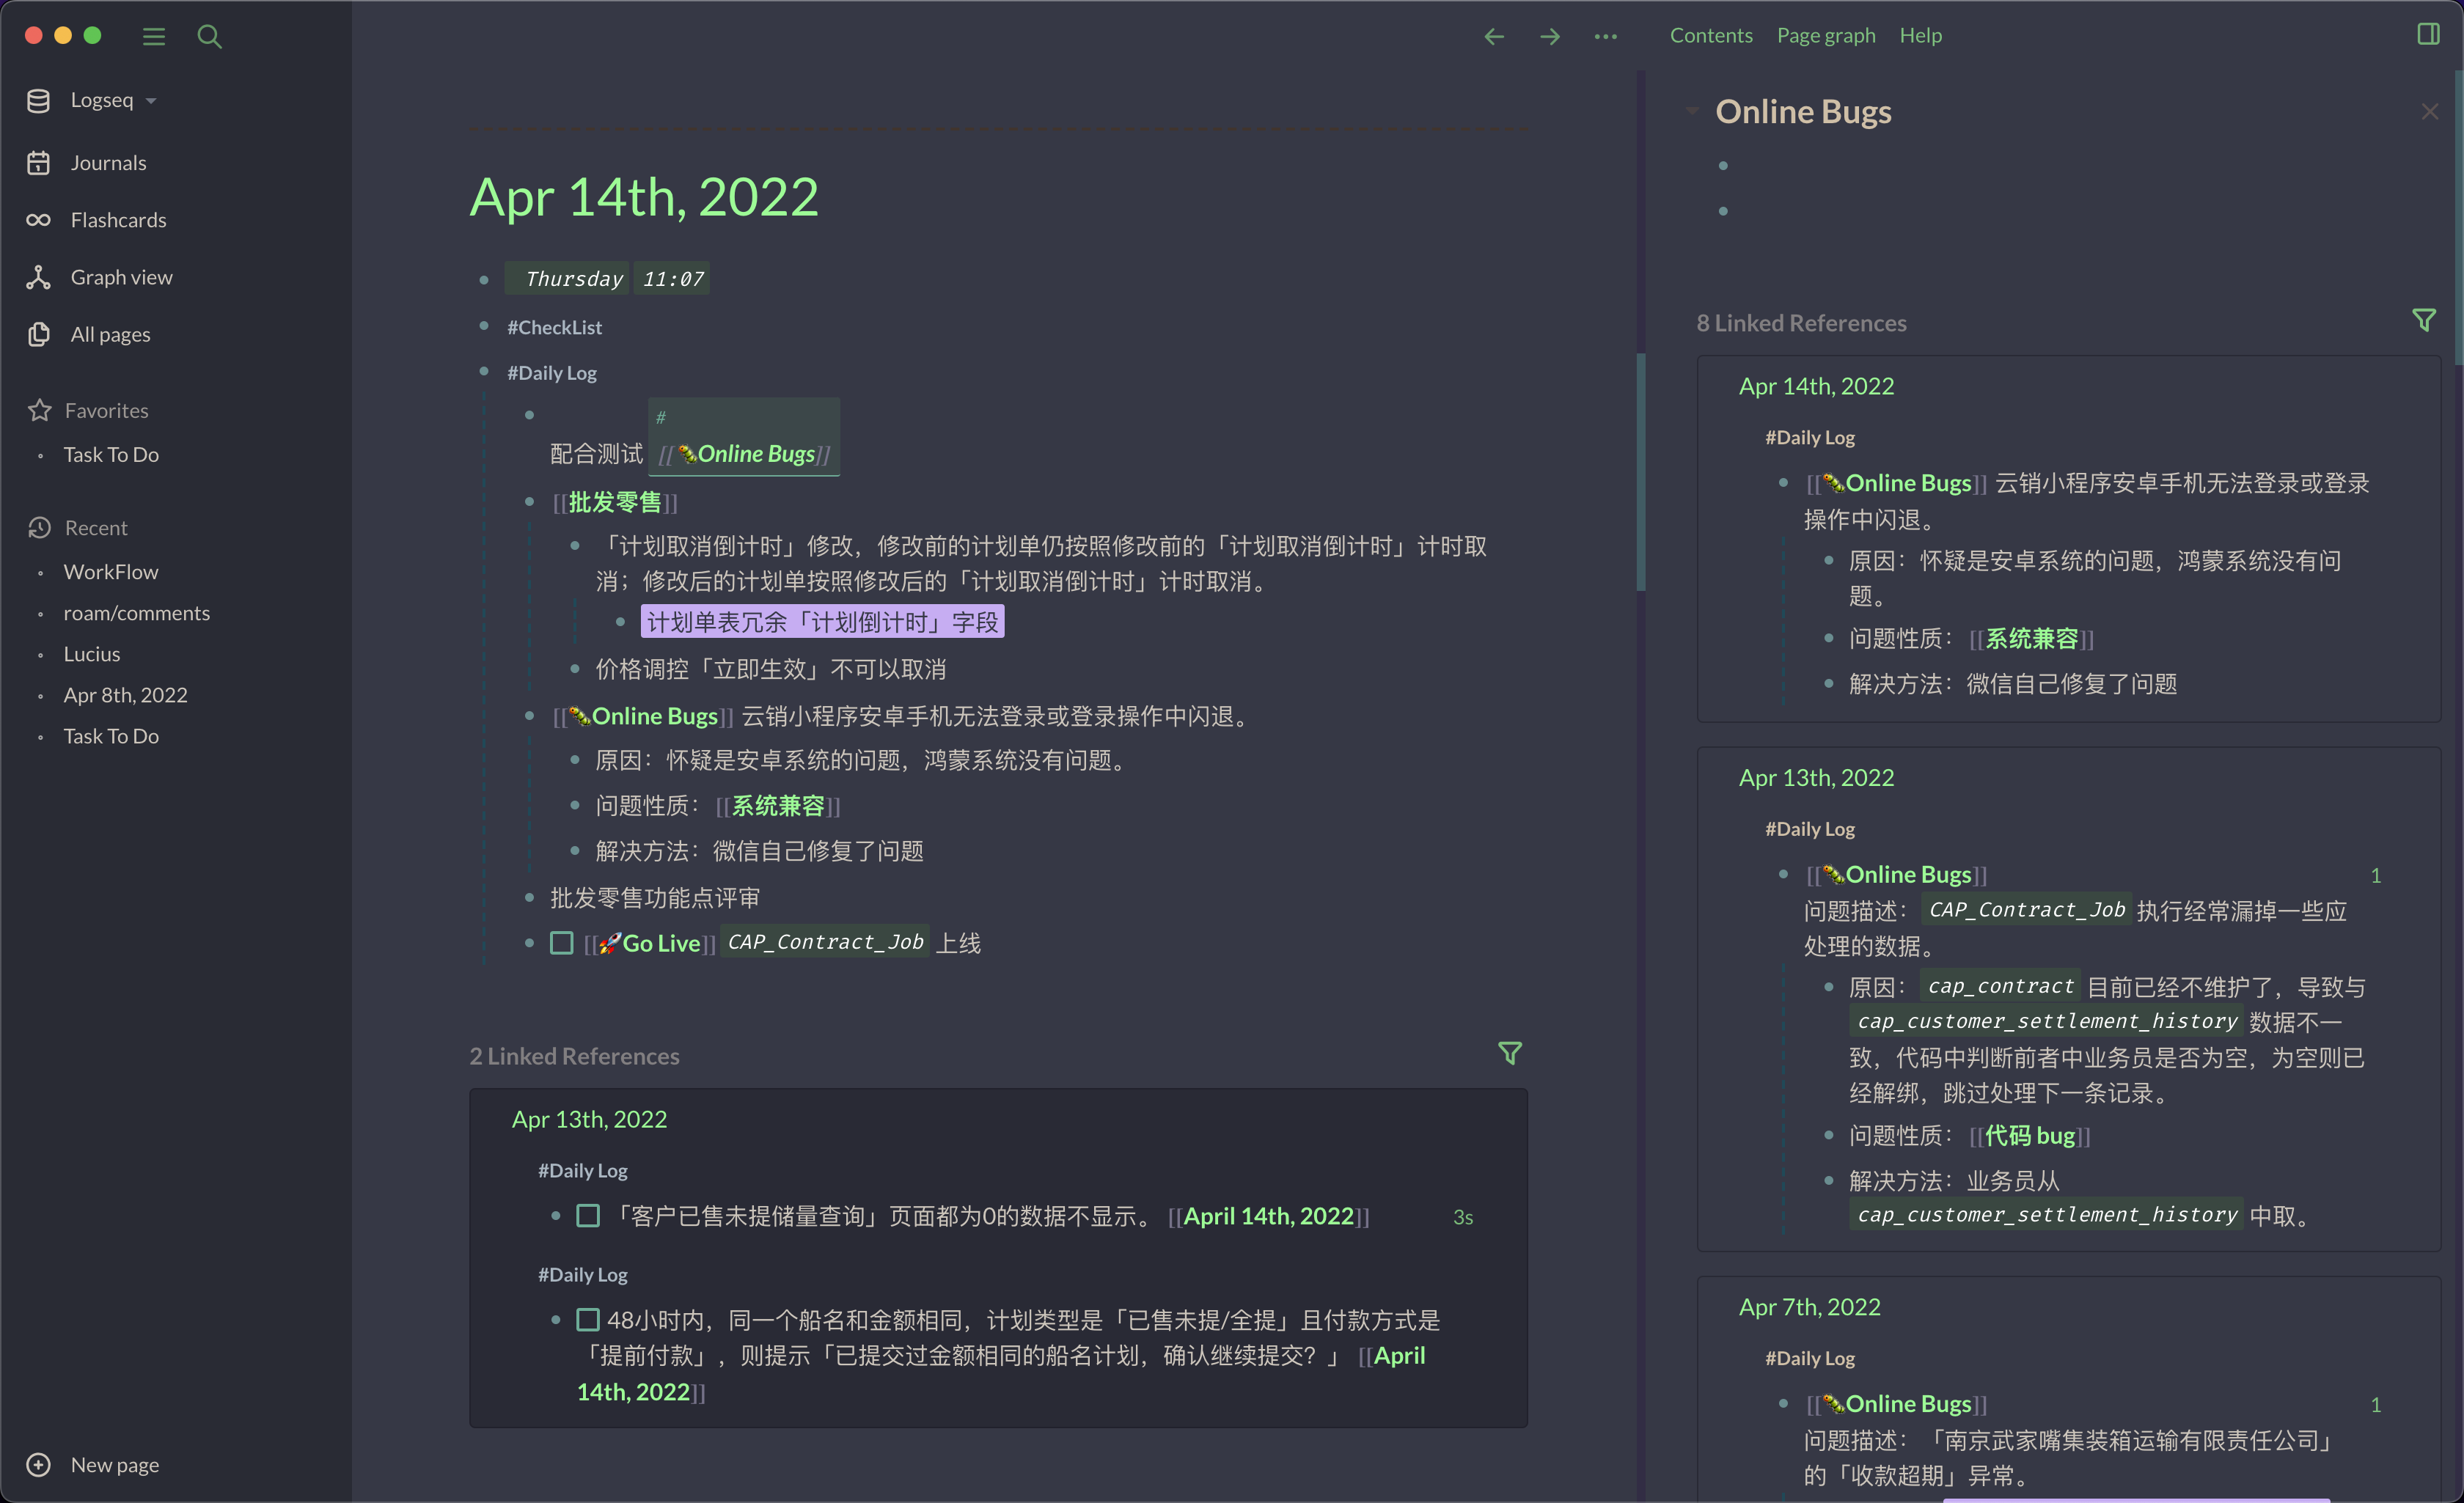 Logseq
Journals
Flashcards
Graph view
All pages
Favorites
Task To Do
Recent
WorkFlow
roam/comments
Lucius
Apr 8th, 2022
Task To Do
New page
Apr 14th, 2022
Thursday 11:07
#CheckList
#Daily Log
#
配合测试 [[🐛Online Bugs]]
[[批发零售]]
「计划取消倒计时」修改，修改前的计划单仍按照修改前的「计划取消倒计时」计时取
消；修改后的计划单按照修改后的「计划取消倒计时」计时取消。
计划单表冗余「计划倒计时」字段
价格调控「立即生效」不可以取消
[[🐛Online Bugs]] 云销小程序安卓手机无法登录或登录操作中闪退。
原因：怀疑是安卓系统的问题，鸿蒙系统没有问题。
问题性质：[[系统兼容]]
解决方法：微信自己修复了问题
批发零售功能点评审
[[🚀Go Live]] CAP_Contract_Job 上线
2 Linked References
Apr 13th, 2022
#Daily Log
「客户已售未提储量查询」页面都为0的数据不显示。 [[April 14th, 2022]] 3s
#Daily Log
48小时内，同一个船名和金额相同，计划类型是「已售未提/全提」且付款方式是
「提前付款」，则提示「已提交过金额相同的船名计划，确认继续提交？」 [[April
14th, 2022]]
Contents Page graph Help
Online Bugs
8 Linked References
Apr 14th, 2022
#Daily Log
[[🐛Online Bugs]] 云销小程序安卓手机无法登录或登录
操作中闪退。
原因：怀疑是安卓系统的问题，鸿蒙系统没有问
题。
问题性质：[[系统兼容]]
解决方法：微信自己修复了问题
Apr 13th, 2022
#Daily Log
[[🐛Online Bugs]] 1
问题描述：CAP_Contract_Job 执行经常漏掉一些应
处理的数据。
原因：cap_contract 目前已经不维护了，导致与
cap_customer_settlement_history 数据不一
致，代码中判断前者中业务员是否为空，为空则已
经解绑，跳过处理下一条记录。
问题性质：[[代码 bug]]
解决方法：业务员从
cap_customer_settlement_history 中取。
Apr 7th, 2022
#Daily Log
[[🐛Online Bugs]] 1
问题描述：「南京武家嘴集装箱运输有限责任公司」
的「收款超期」异常。